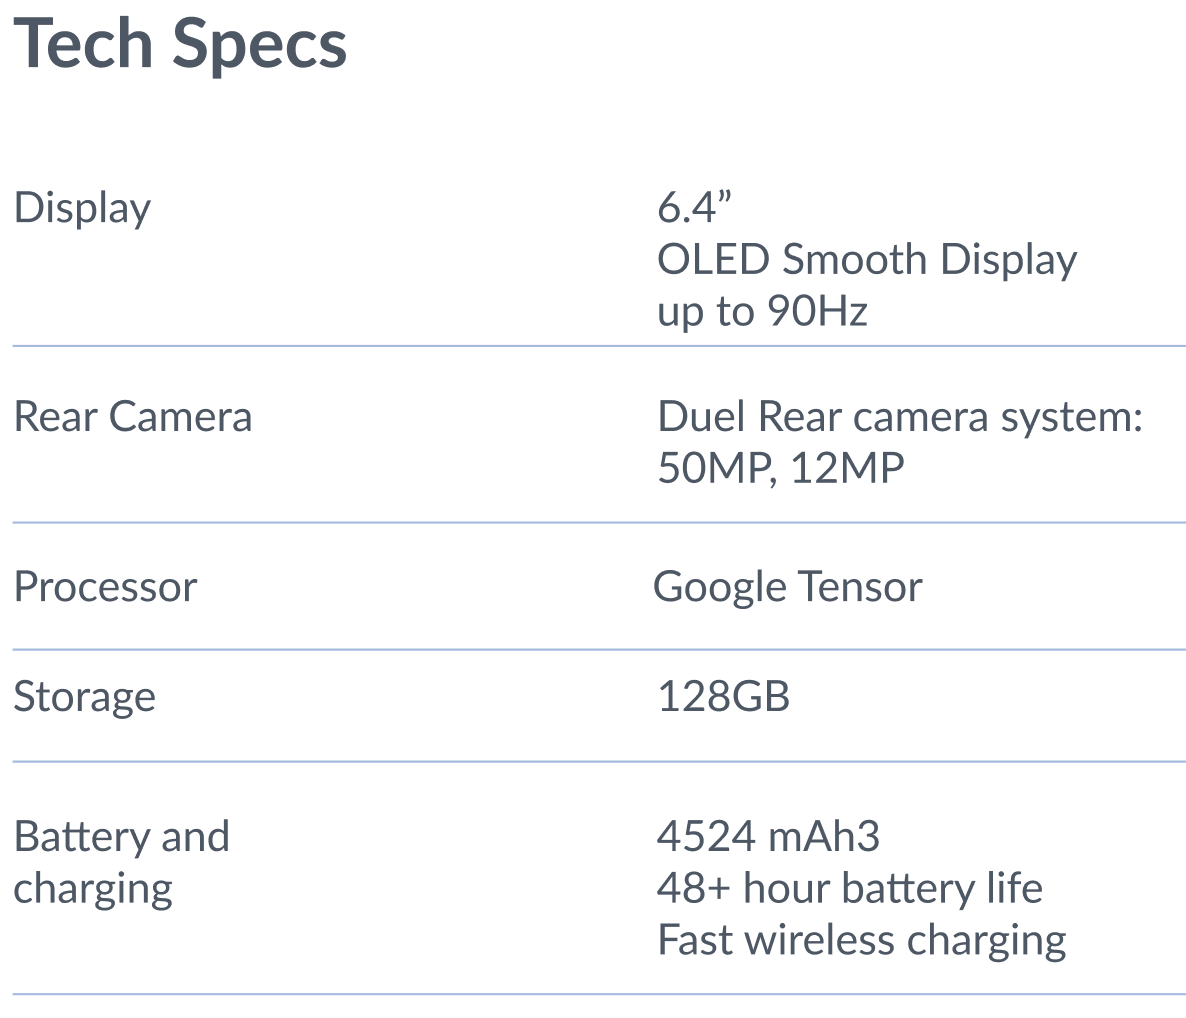 Tech Specs
Display
6.4”
OLED Smooth Display
up to 90Hz
Rear Camera
Duel Rear camera system:
50MP, 12MP
Processor
Google Tensor
Storage
128GB
Battery and
charging
4524 mAh3
48+ hour battery life
Fast wireless charging